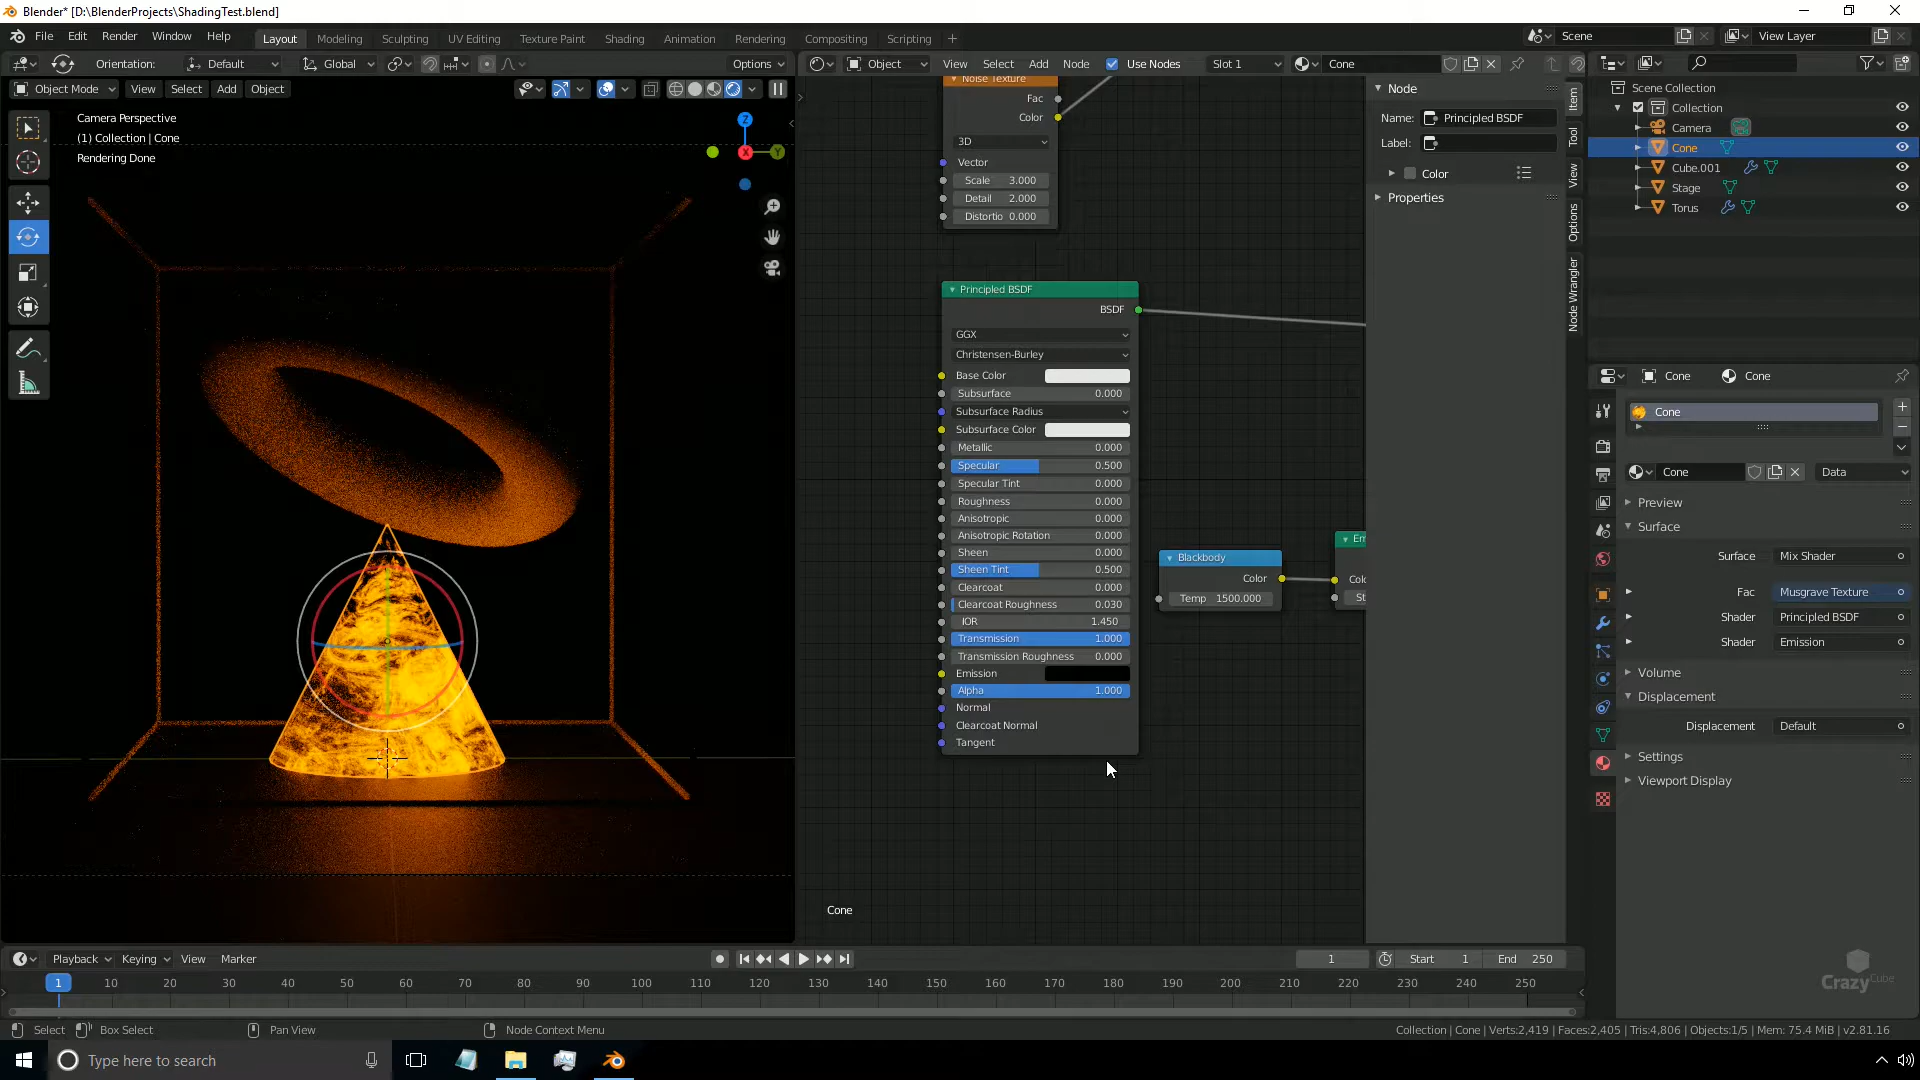 Blender* [D:\BlenderProjects\ShadingTest.blend]
File Edit Render Window Help
Layout Modeling Sculpting UV Editing Texture Paint Shading Animation Rendering Compositing Scripting
Scene
View Layer
Orientation: Default Global Options
Object View Select Add Node Use Nodes Slot 1 Cone
Object Mode View Select Add Object
Camera Perspective
(1) Collection | Cone
Rendering Done
Z
X
Y
Noise Texture
Fac
Color
3D
Vector
Scale 3.000
Detail 2.000
Distortio 0.000
Principled BSDF
BSDF
GGX
Christensen-Burley
Base Color
Subsurface 0.000
Subsurface Radius
Subsurface Color
Metallic 0.000
Specular 0.500
Specular Tint 0.000
Roughness 0.000
Anisotropic 0.000
Anisotropic Rotation 0.000
Sheen 0.000
Sheen Tint 0.500
Clearcoat 0.000
Clearcoat Roughness 0.030
IOR 1.450
Transmission 1.000
Transmission Roughness 0.000
Emission
Alpha 1.000
Normal
Clearcoat Normal
Tangent
Blackbody
Color
Temp 1500.000
Em
Colo
St
Cone
Node
Name: Principled BSDF
Label:
Color
Properties
Item
Tool
View
Options
Node Wrangler
Scene Collection
Collection
Camera
Cone
Cube.001
Stage
Torus
Cone Cone
Cone
Cone Data
Preview
Surface
Surface Mix Shader
Fac Musgrave Texture
Shader Principled BSDF
Shader Emission
Volume
Displacement
Displacement Default
Settings
Viewport Display
CrazyCube
Playback Keying View Marker
1 Start 1 End 250
1 10 20 30 40 50 60 70 80 90 100 110 120 130 140 150 160 170 180 190 200 210 220 230 240 250
Select Box Select Pan View Node Context Menu
Collection | Cone | Verts:2,419 | Faces:2,405 | Tris:4,806 | Objects:1/5 | Mem: 75.4 MiB | v2.81.16
Type here to search